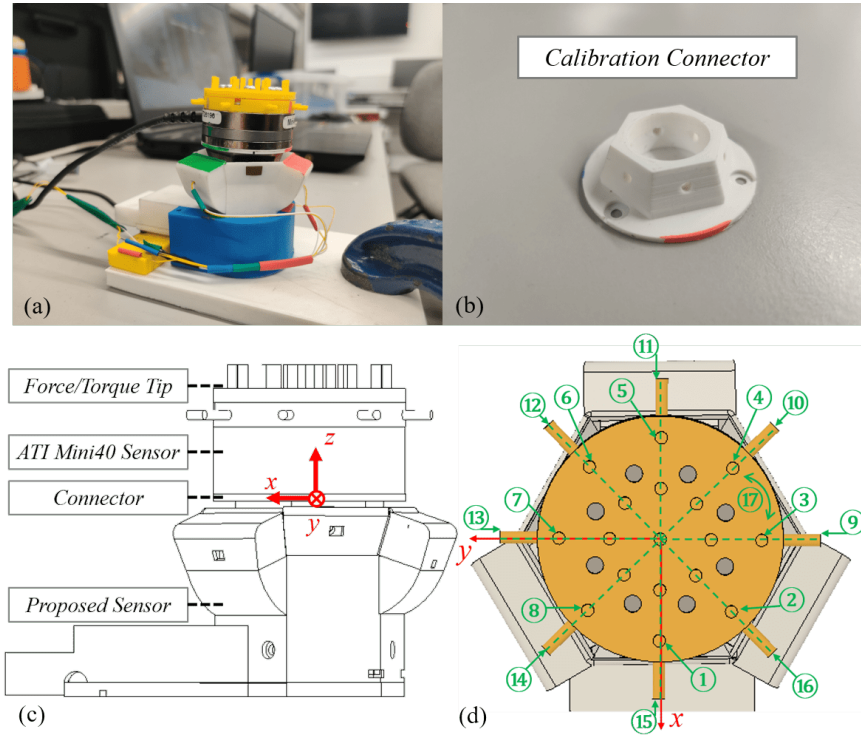 Calibration Connector
(a)
(b)
Force/Torque Tip
ATI Mini40 Sensor
Connector
Proposed Sensor
z
x
y
(c)
11
12
6
5
4
10
17
7
3
13
9
y
8
2
14
1
16
15
x
(d)